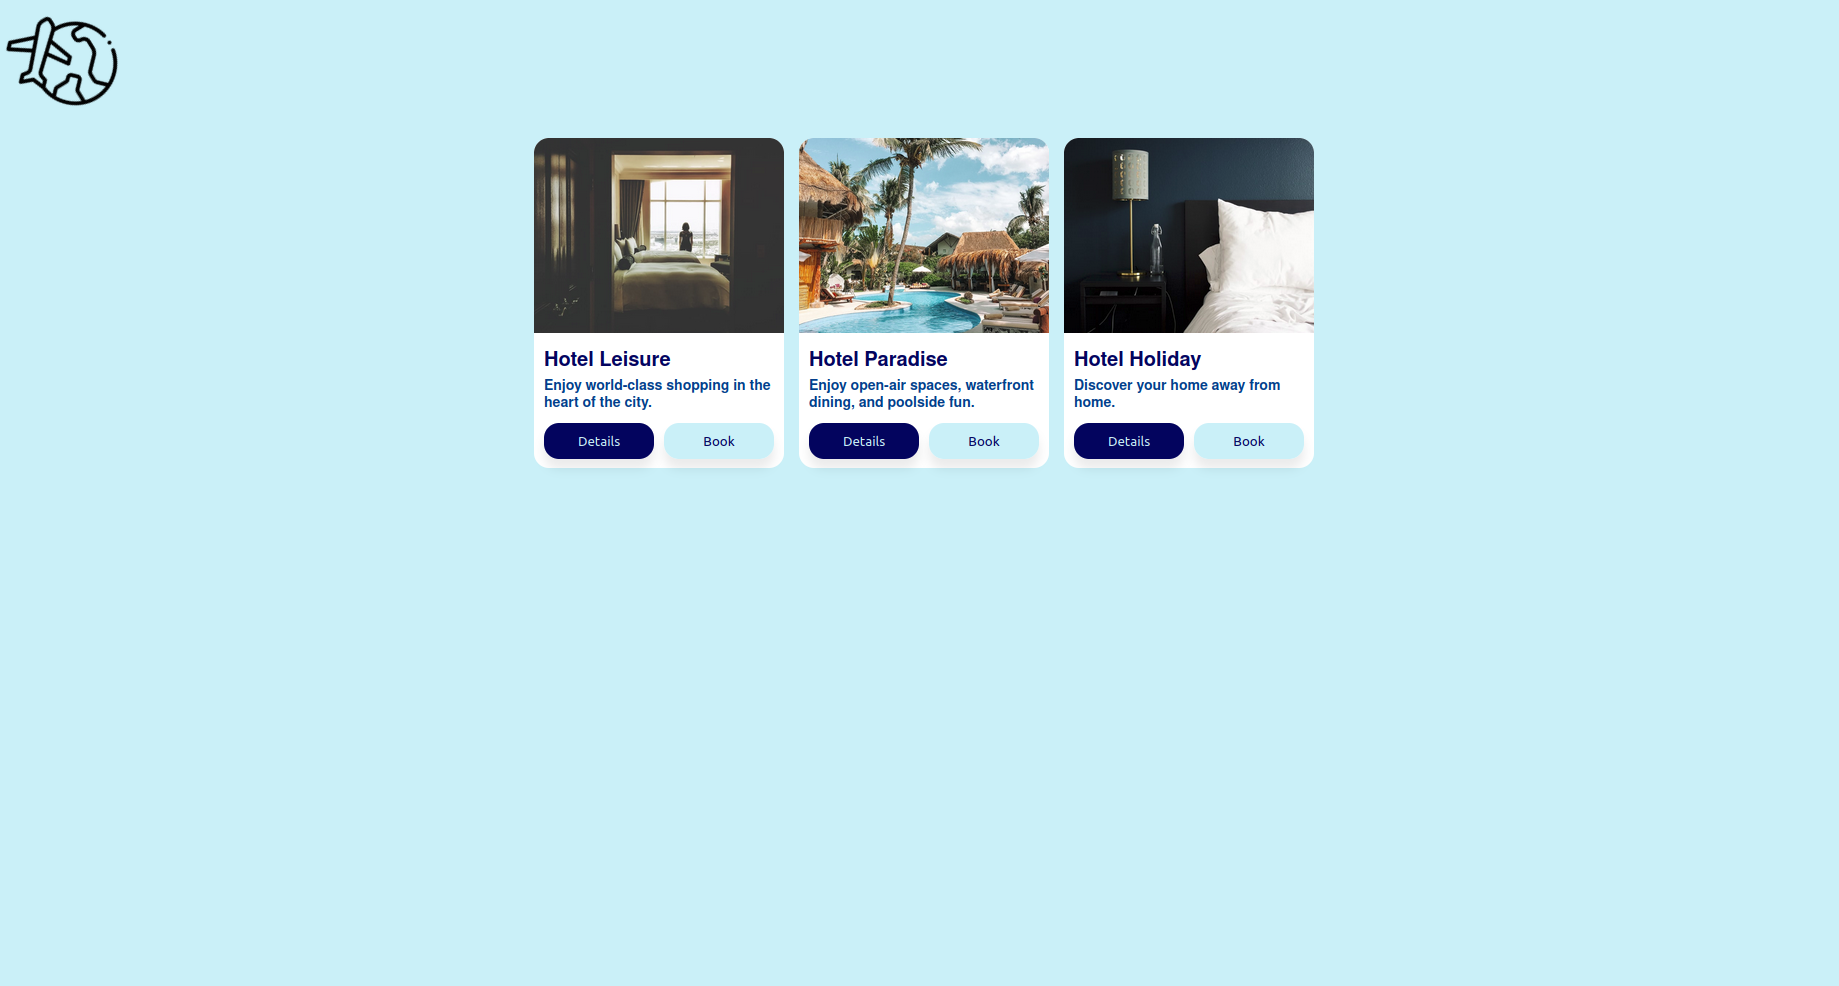 Hotel Leisure
Enjoy world-class shopping in the
heart of the city.
Details
Book
Hotel Paradise
Enjoy open-air spaces, waterfront
dining, and poolside fun.
Details
Book
Hotel Holiday
Discover your home away from
home.
Details
Book